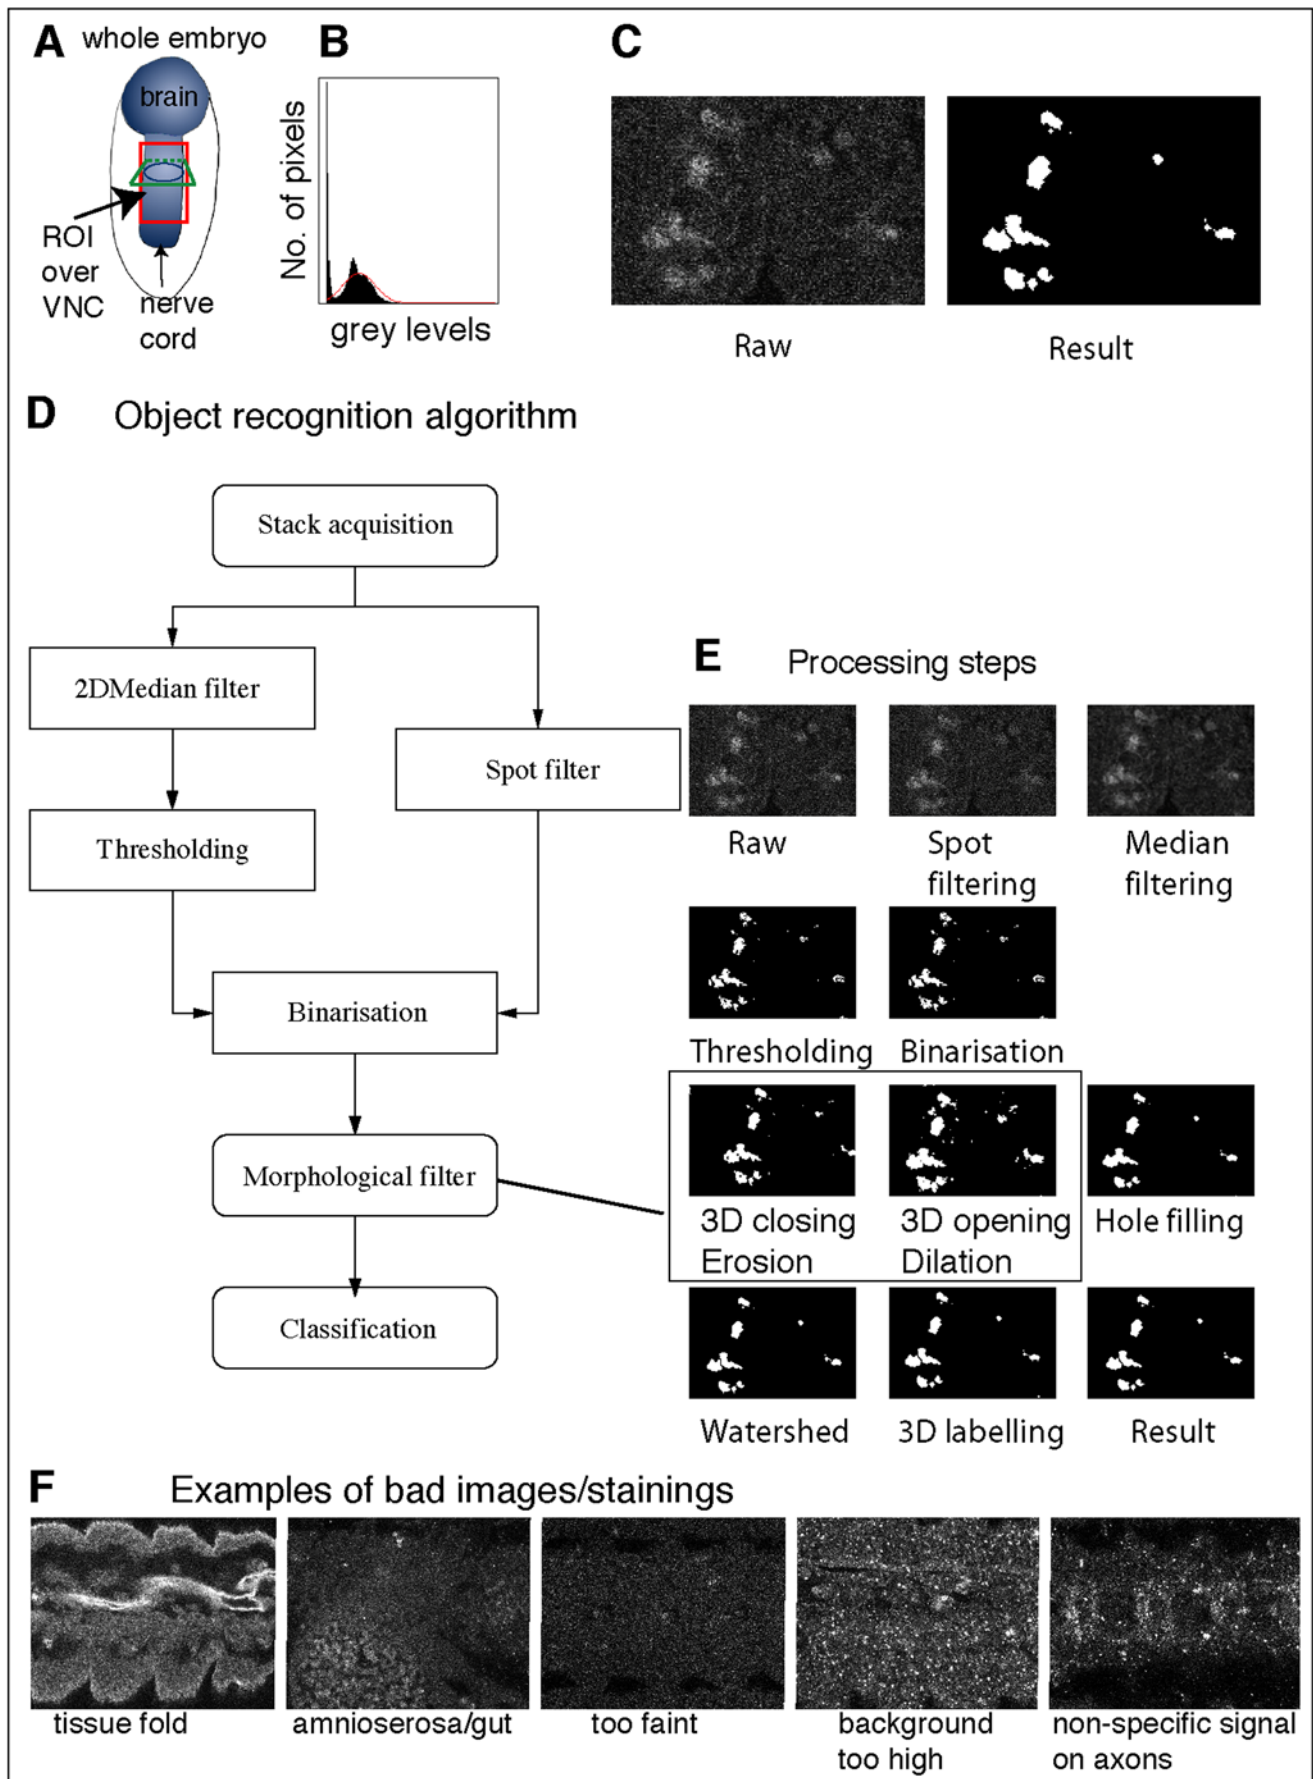 A whole embryo
brain
ROI
over
VNC
nerve
cord
B
No. of pixels
grey levels
C
Raw
Result
D Object recognition algorithm
Stack acquisition
2DMedian filter
Spot filter
Thresholding
Binarisation
Morphological filter
Classification
E Processing steps
Raw
Spot
filtering
Median
filtering
Thresholding
Binarisation
3D closing
Erosion
3D opening
Dilation
Hole filling
Watershed
3D labelling
Result
F Examples of bad images/stainings
tissue fold
amnioserosa/gut
too faint
background
too high
non-specific signal
on axons